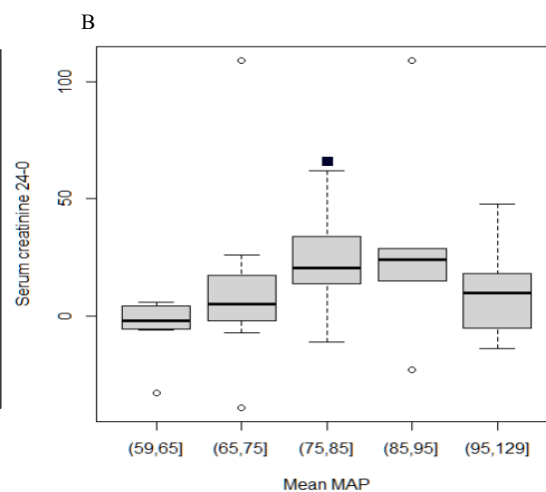 B
Serum creatinine 24-0
100
50
0
(59,65] (65,75] (75,85] (85,95] (95,129]
Mean MAP